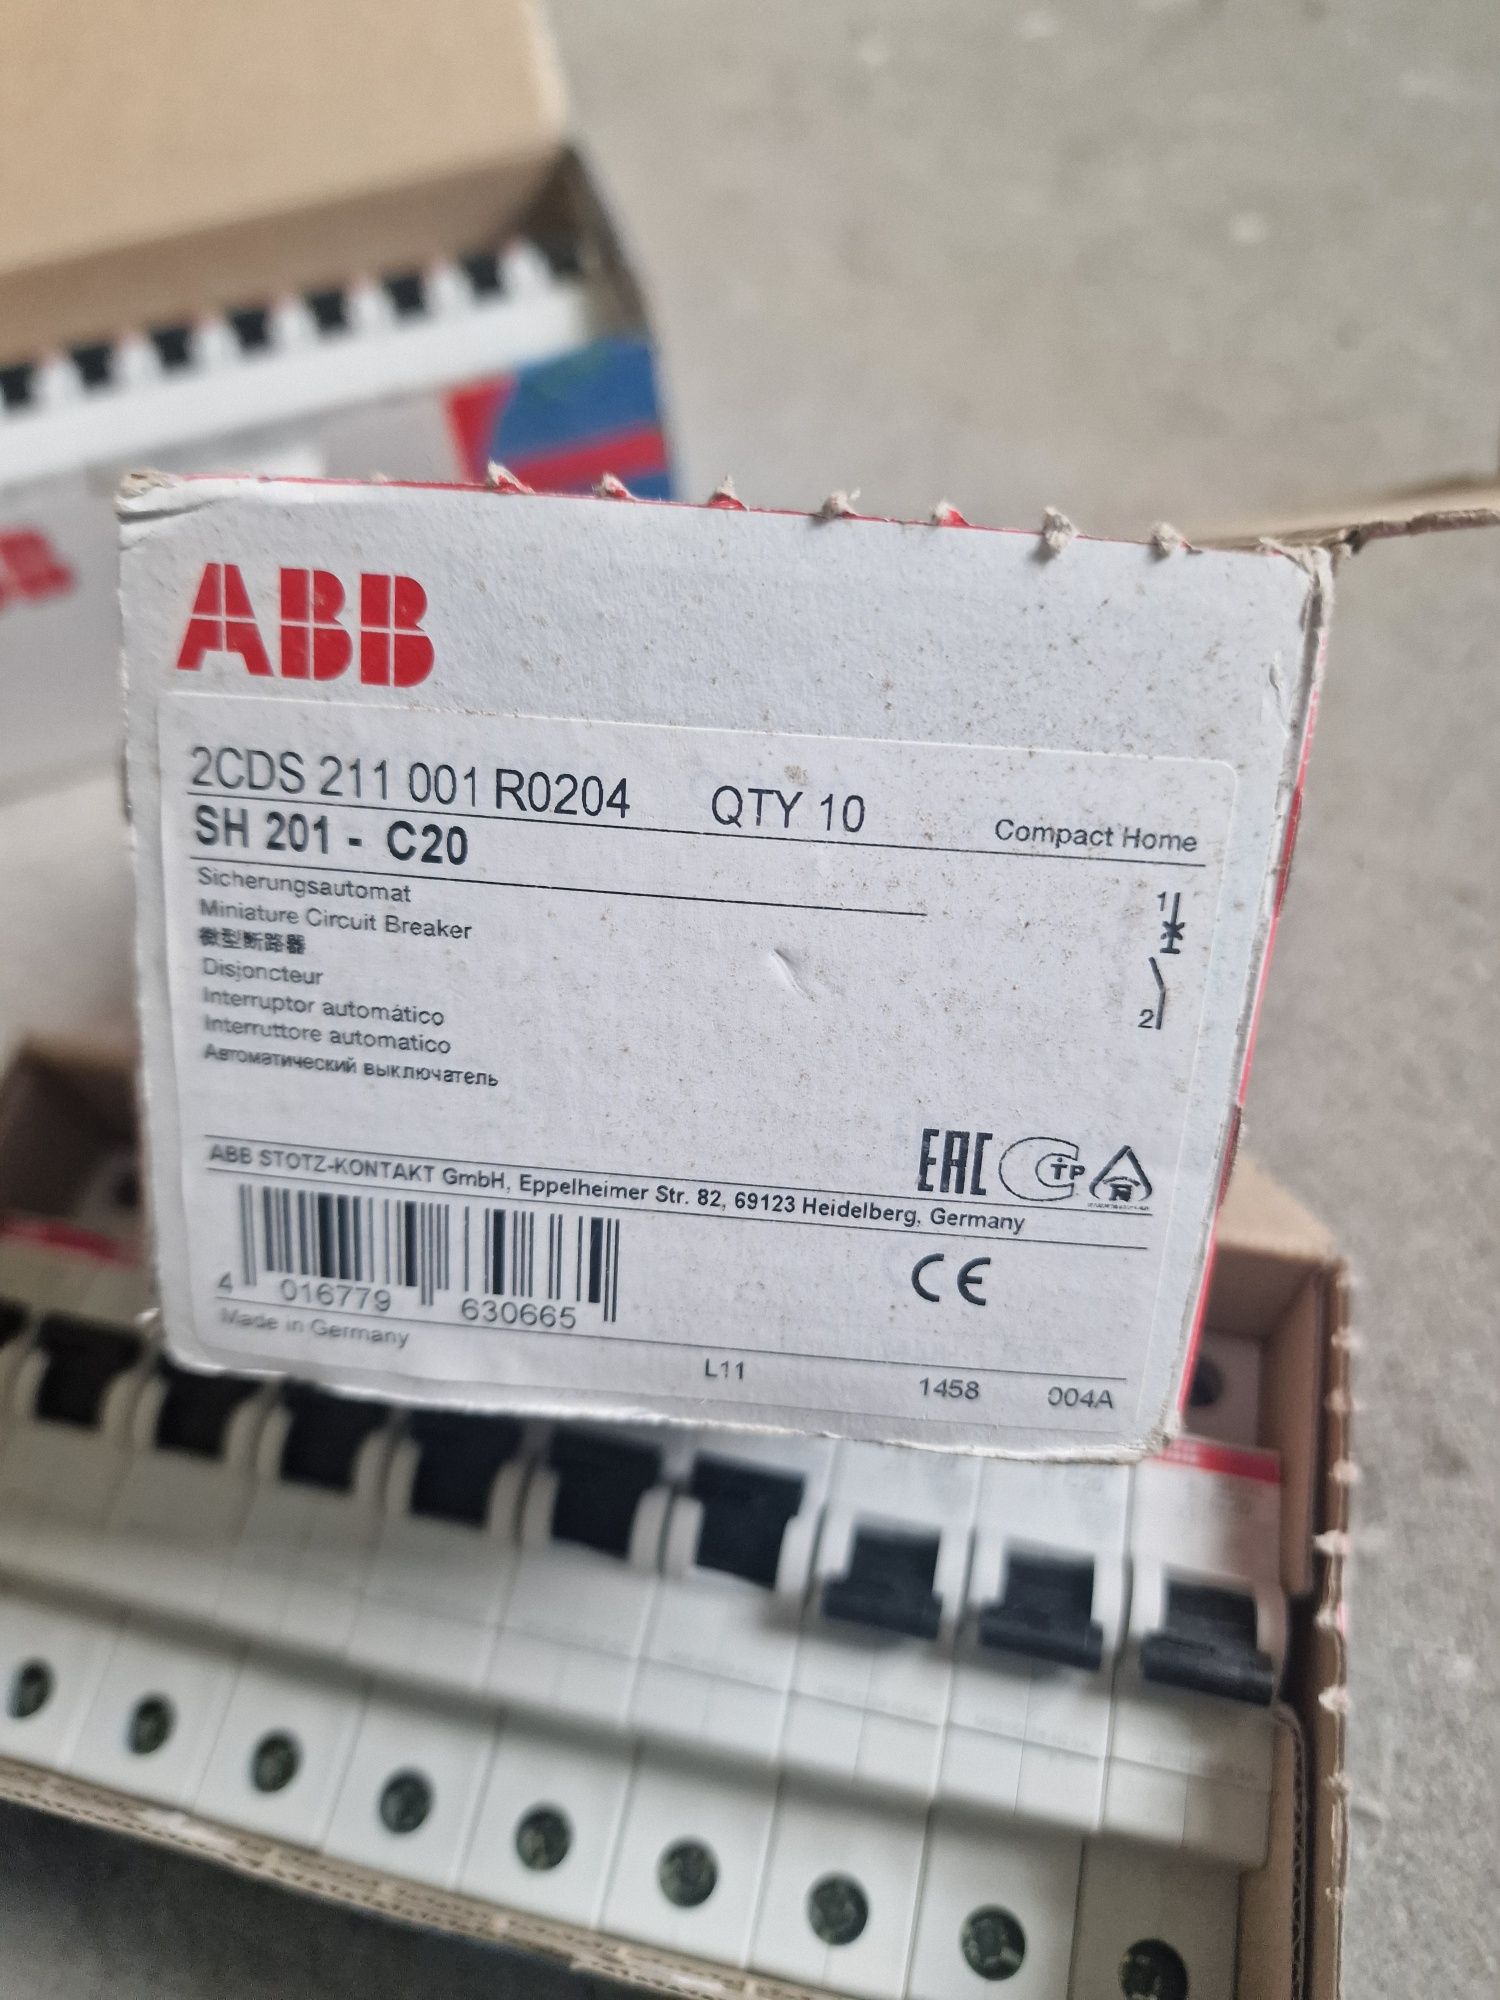 ABB
2CDS 211 001 R0204 QTY 10
SH 201 - C20 Compact Home
Sicherungsautomat
Miniature Circuit Breaker
微型断路器
Disjoncteur
Interruptor automático
Interruttore automatico
Автоматический выключатель
1
2
EAC
CTP
ABB STOTZ-KONTAKT GmbH, Eppelheimer Str. 82, 69123 Heidelberg, Germany
CE
4 016779 630665
Made in Germany
L11 1458 004A